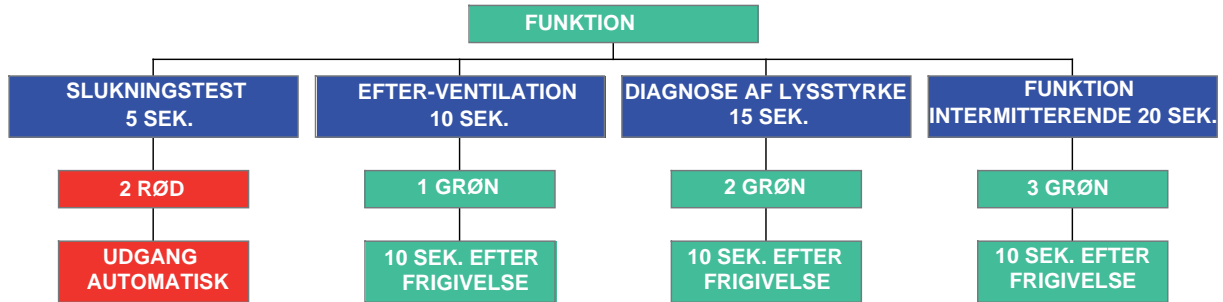 FUNKTION
SLUKNINGSTEST
5 SEK.
EFTER-VENTILATION
10 SEK.
DIAGNOSE AF LYSSTYRKE
15 SEK.
FUNKTION
INTERMITTERENDE 20 SEK.
2 RØD
1 GRØN
2 GRØN
3 GRØN
UDGANG
AUTOMATISK
10 SEK. EFTER
FRIGIVELSE
10 SEK. EFTER
FRIGIVELSE
10 SEK. EFTER
FRIGIVELSE